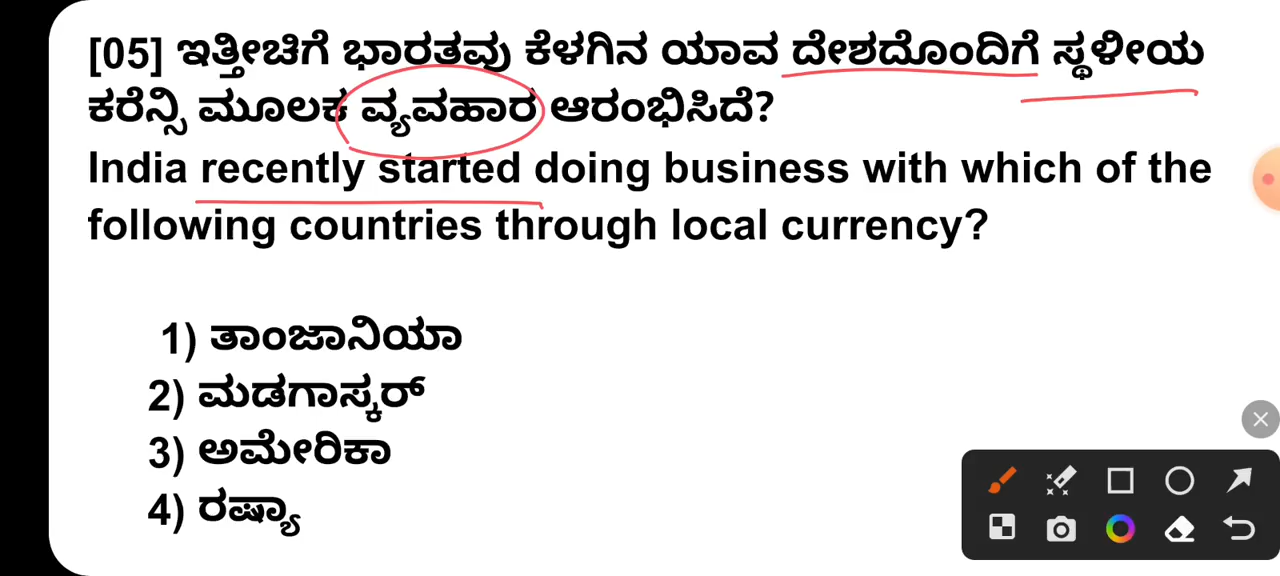 [05] ಇತ್ತೀಚಿಗೆ ಭಾರತವು ಕೆಳಗಿನ ಯಾವ ದೇಶದೊಂದಿಗೆ ಸ್ಥಳೀಯ
ಕರೆನ್ಸಿ ಮೂಲಕ ವ್ಯವಹಾರ ಆರಂಭಿಸಿದೆ?
India recently started doing business with which of the
following countries through local currency?
1) ತಾಂಜಾನಿಯಾ
2) ಮಡಗಾಸ್ಕರ್
3) ಅಮೇರಿಕಾ
4) ರಷ್ಯಾ